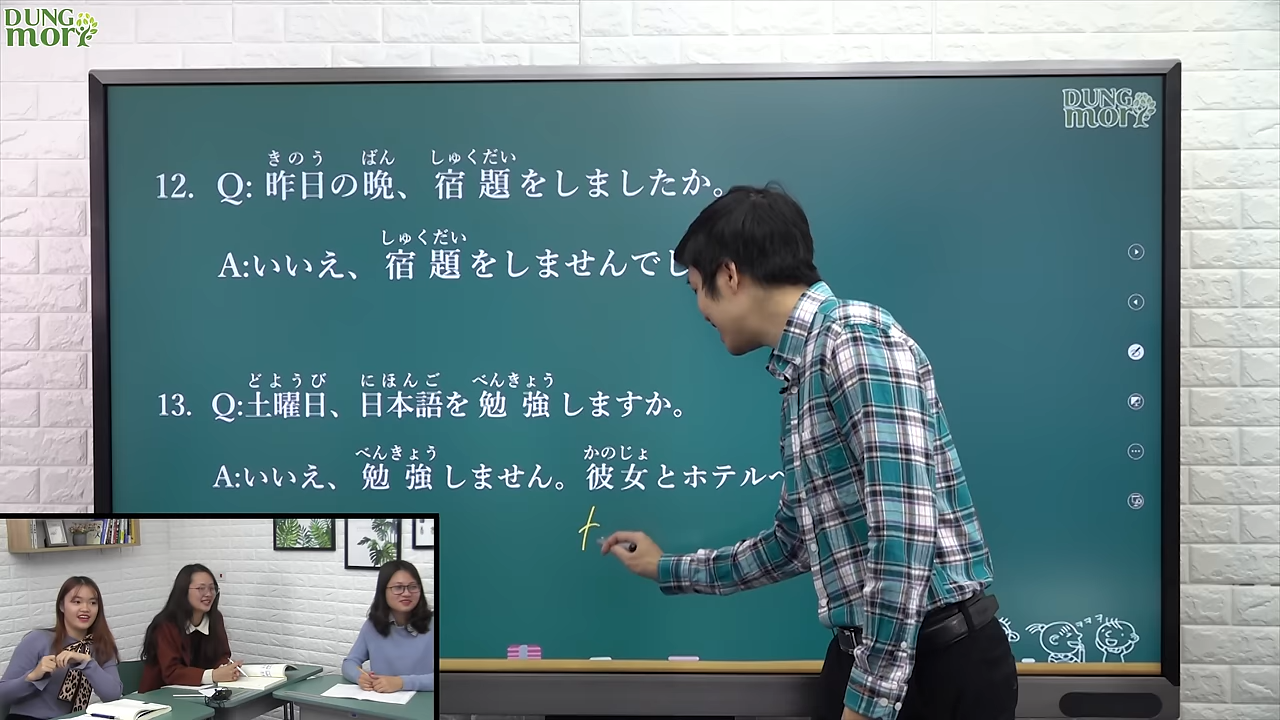 DUNG
mori
DUNG
mori
きのう ばん しゅくだい
12. Q: 昨日の晩、宿題をしましたか。
しゅくだい
A:いいえ、宿題をしませんでし
どようび にほんご べんきょう
13. Q:土曜日、日本語を勉強しますか。
べんきょう かのじょ
A:いいえ、勉強しません。彼女とホテルへ